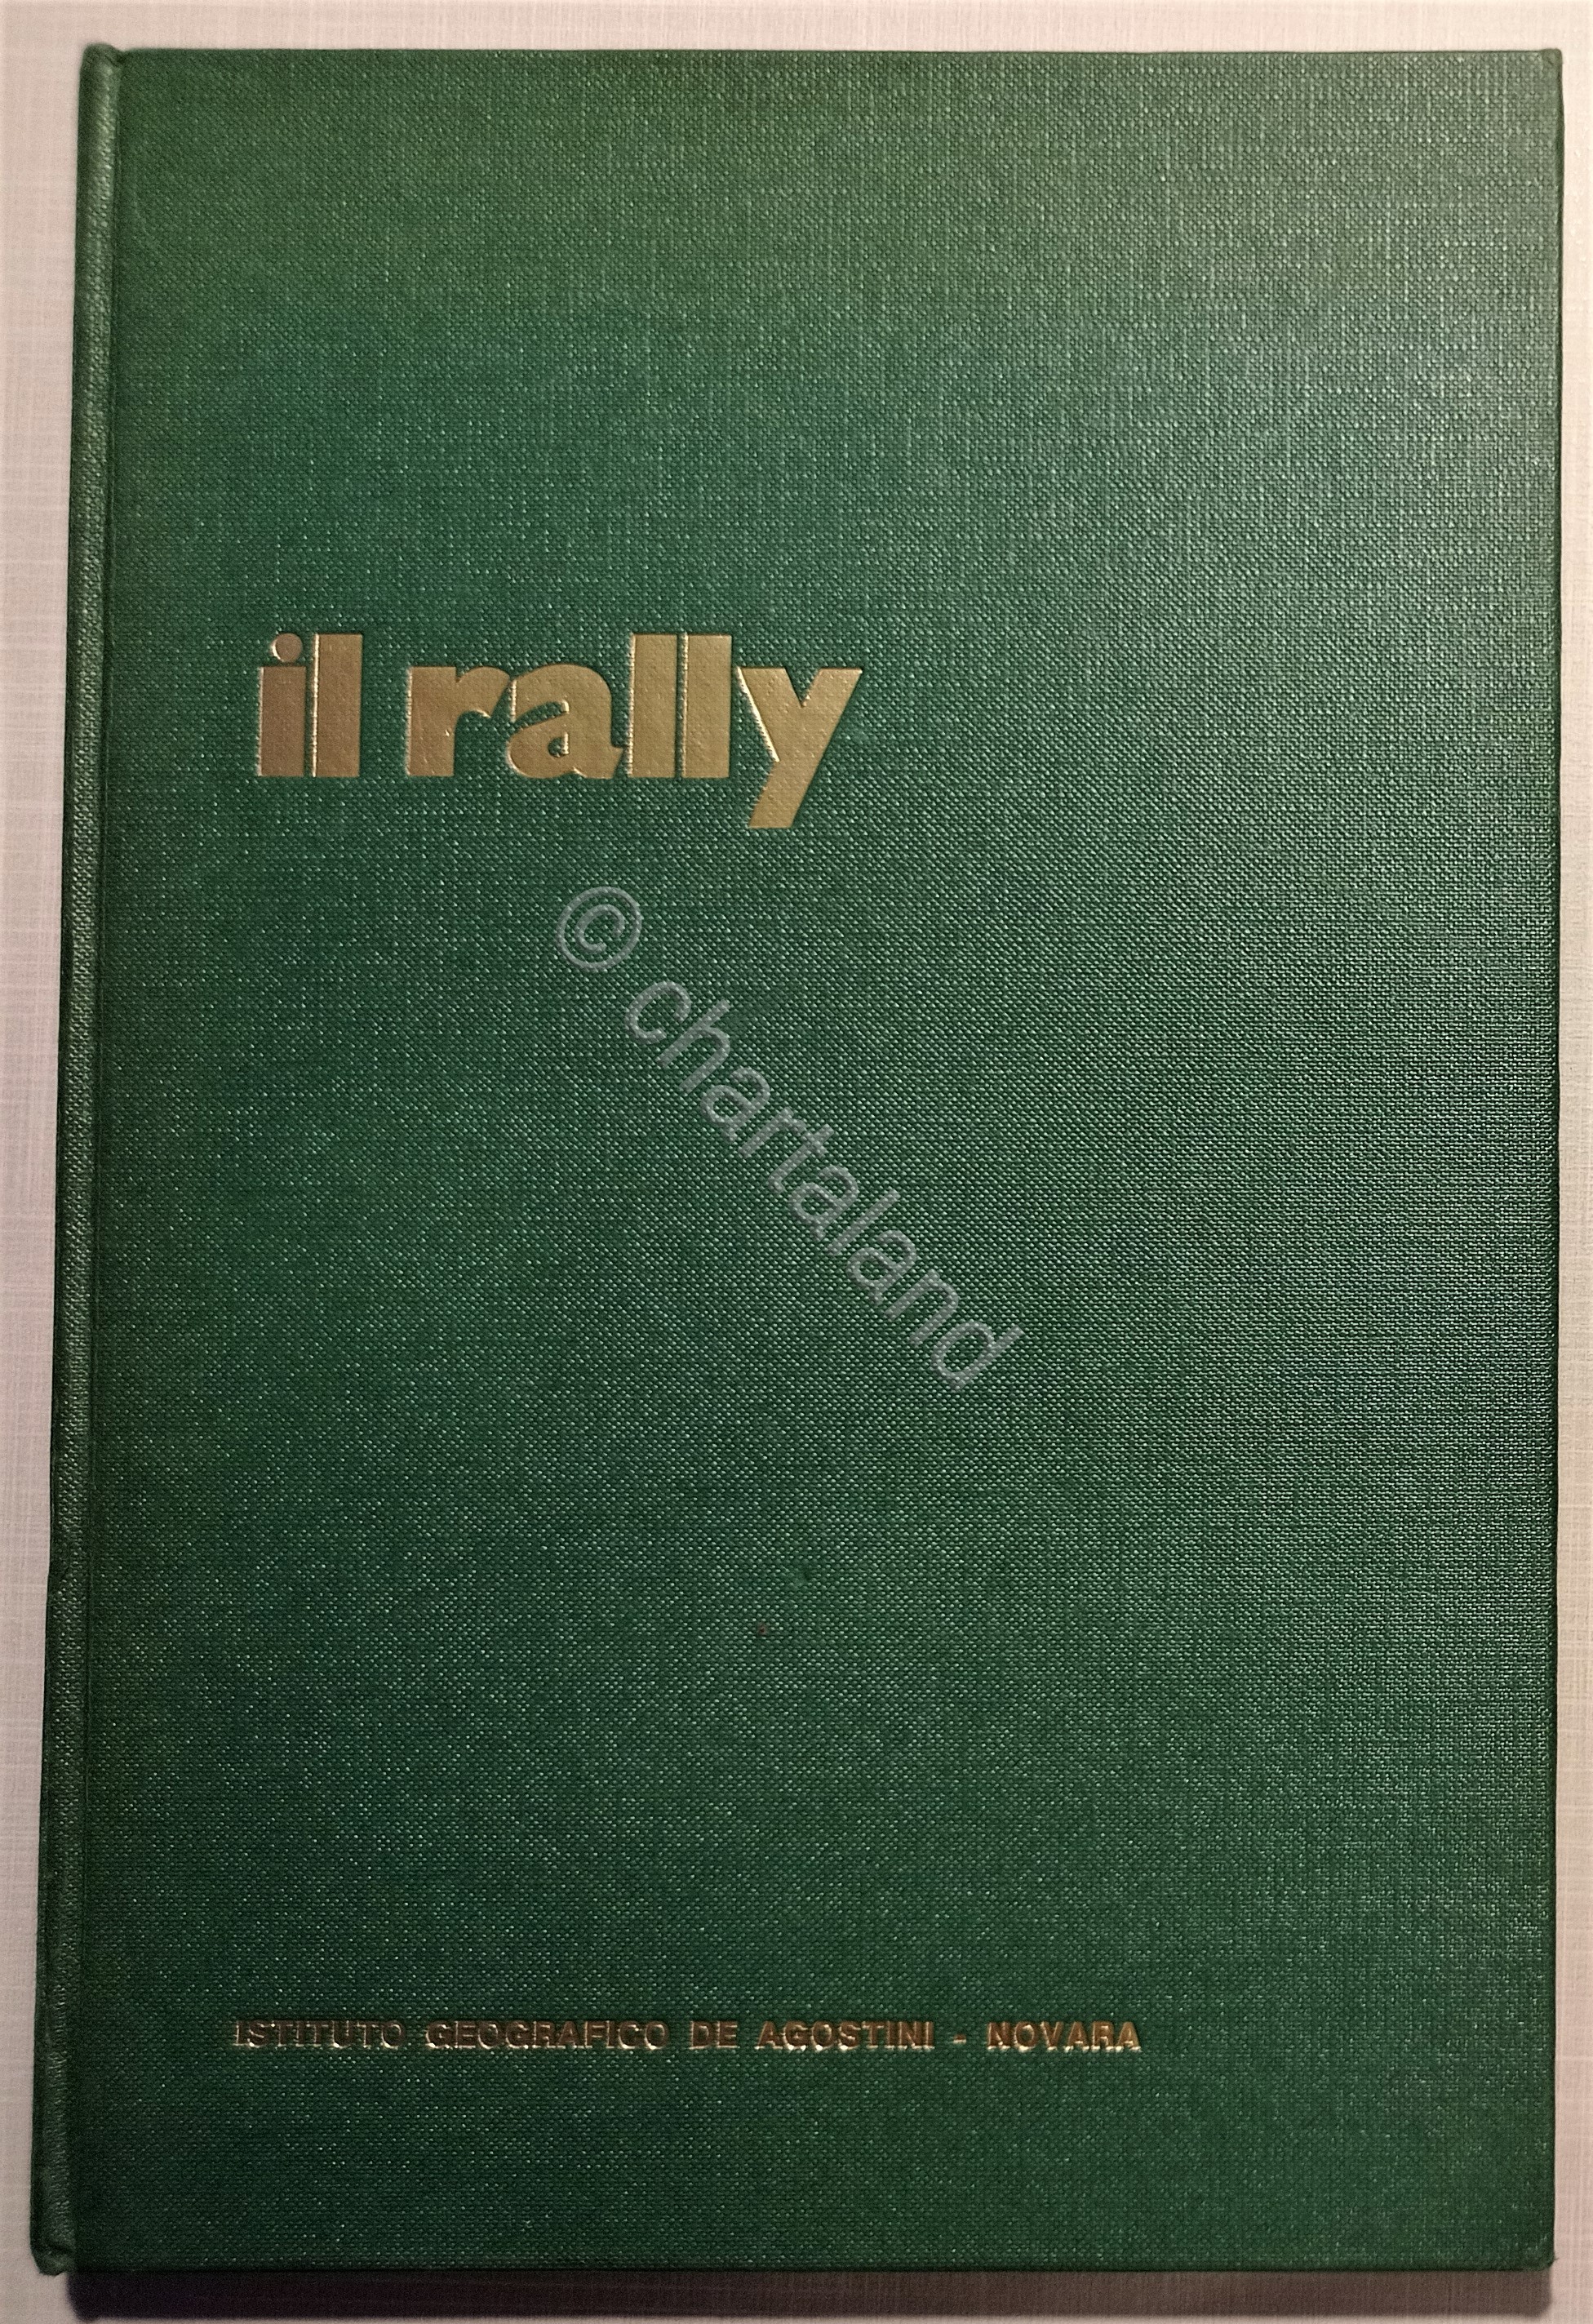 il rally
© chartaland
ISTITUTO GEOGRAFICO DE AGOSTINI - NOVARA